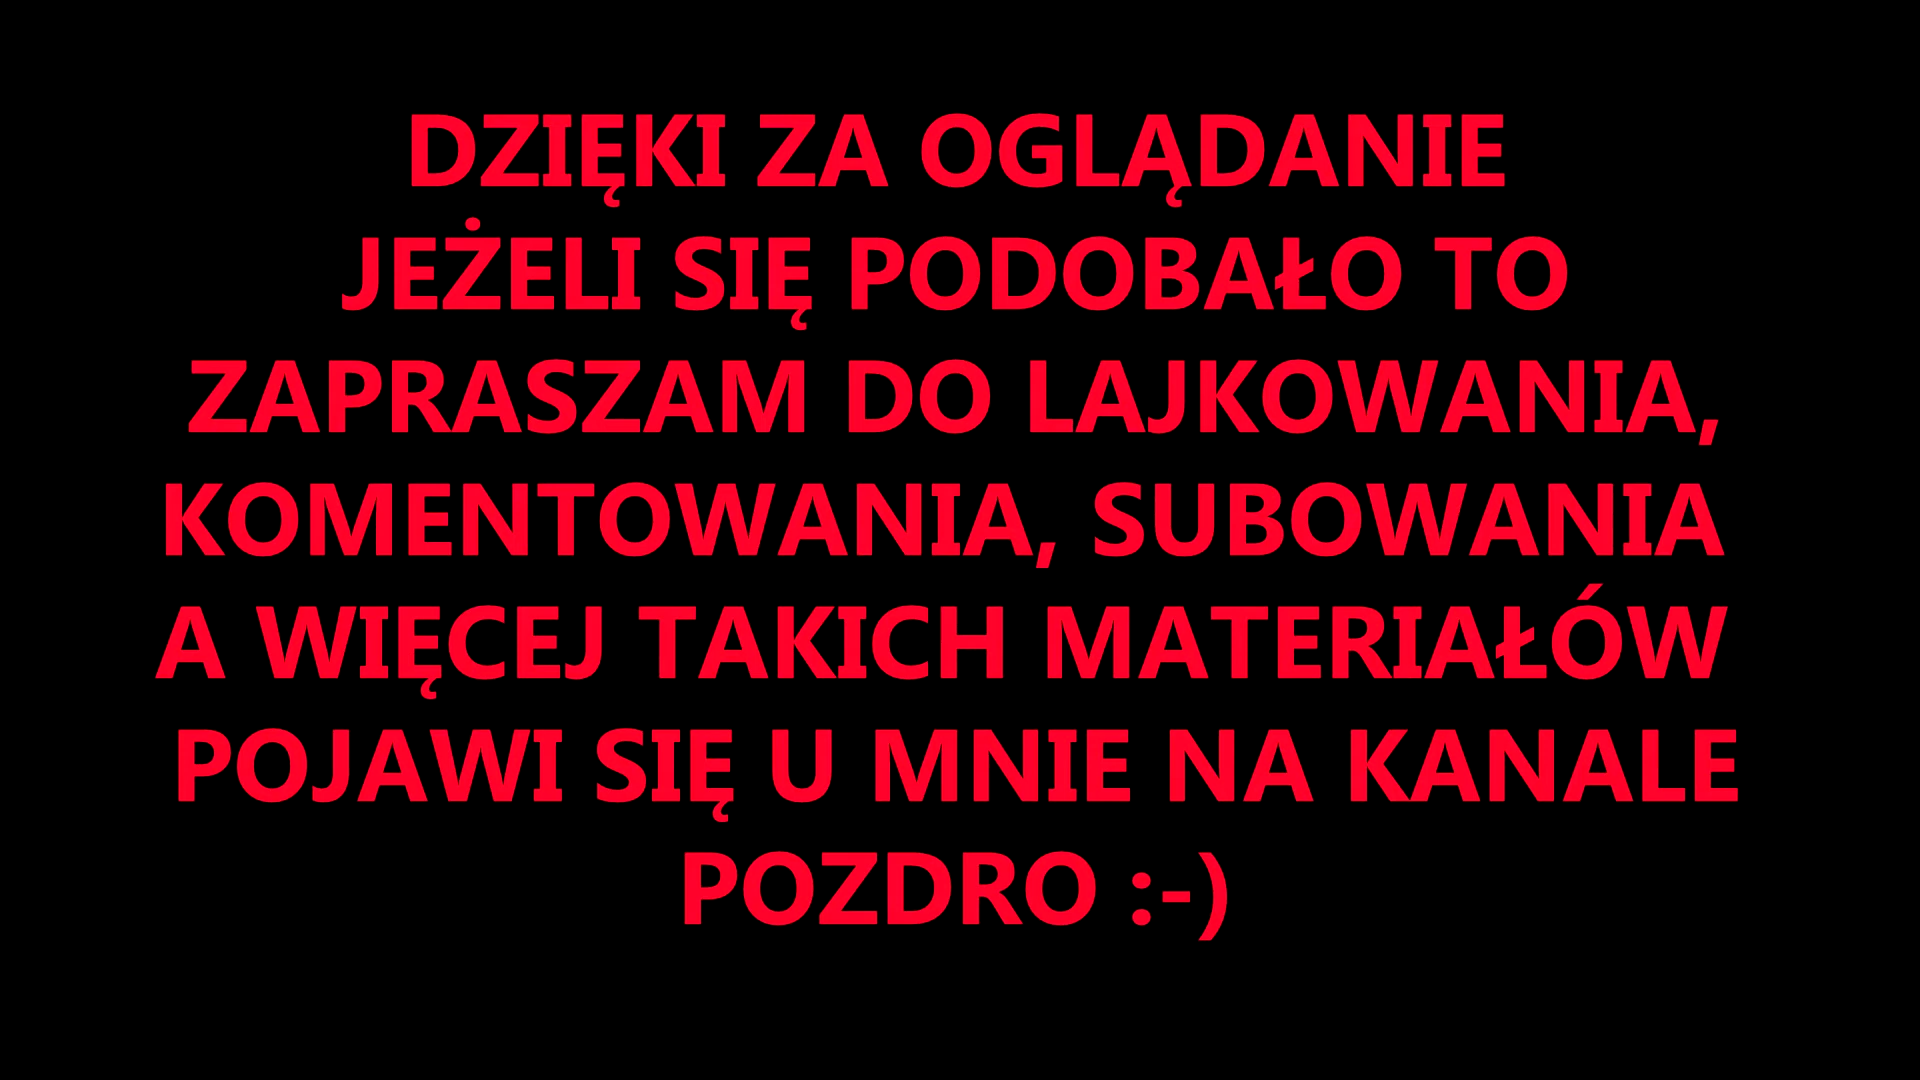 DZIĘKI ZA OGLĄDANIE
JEŻELI SIĘ PODOBAŁO TO
ZAPRASZAM DO LAJKOWANIA,
KOMENTOWANIA, SUBOWANIA
A WIĘCEJ TAKICH MATERIAŁÓW
POJAWI SIĘ U MNIE NA KANALE
POZDRO :-)